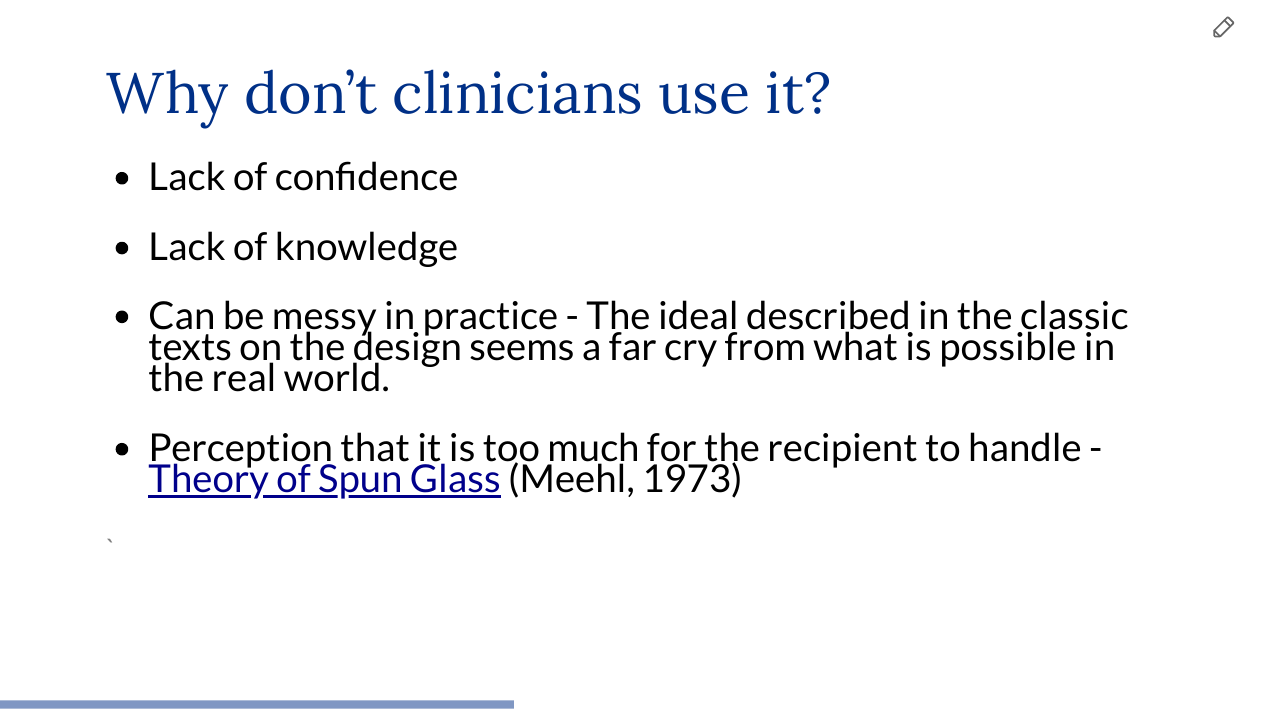 Why don’t clinicians use it?
• Lack of confidence
• Lack of knowledge
• Can be messy in practice - The ideal described in the classic
texts on the design seems a far cry from what is possible in
the real world.
• Perception that it is too much for the recipient to handle -
Theory of Spun Glass (Meehl, 1973)
`